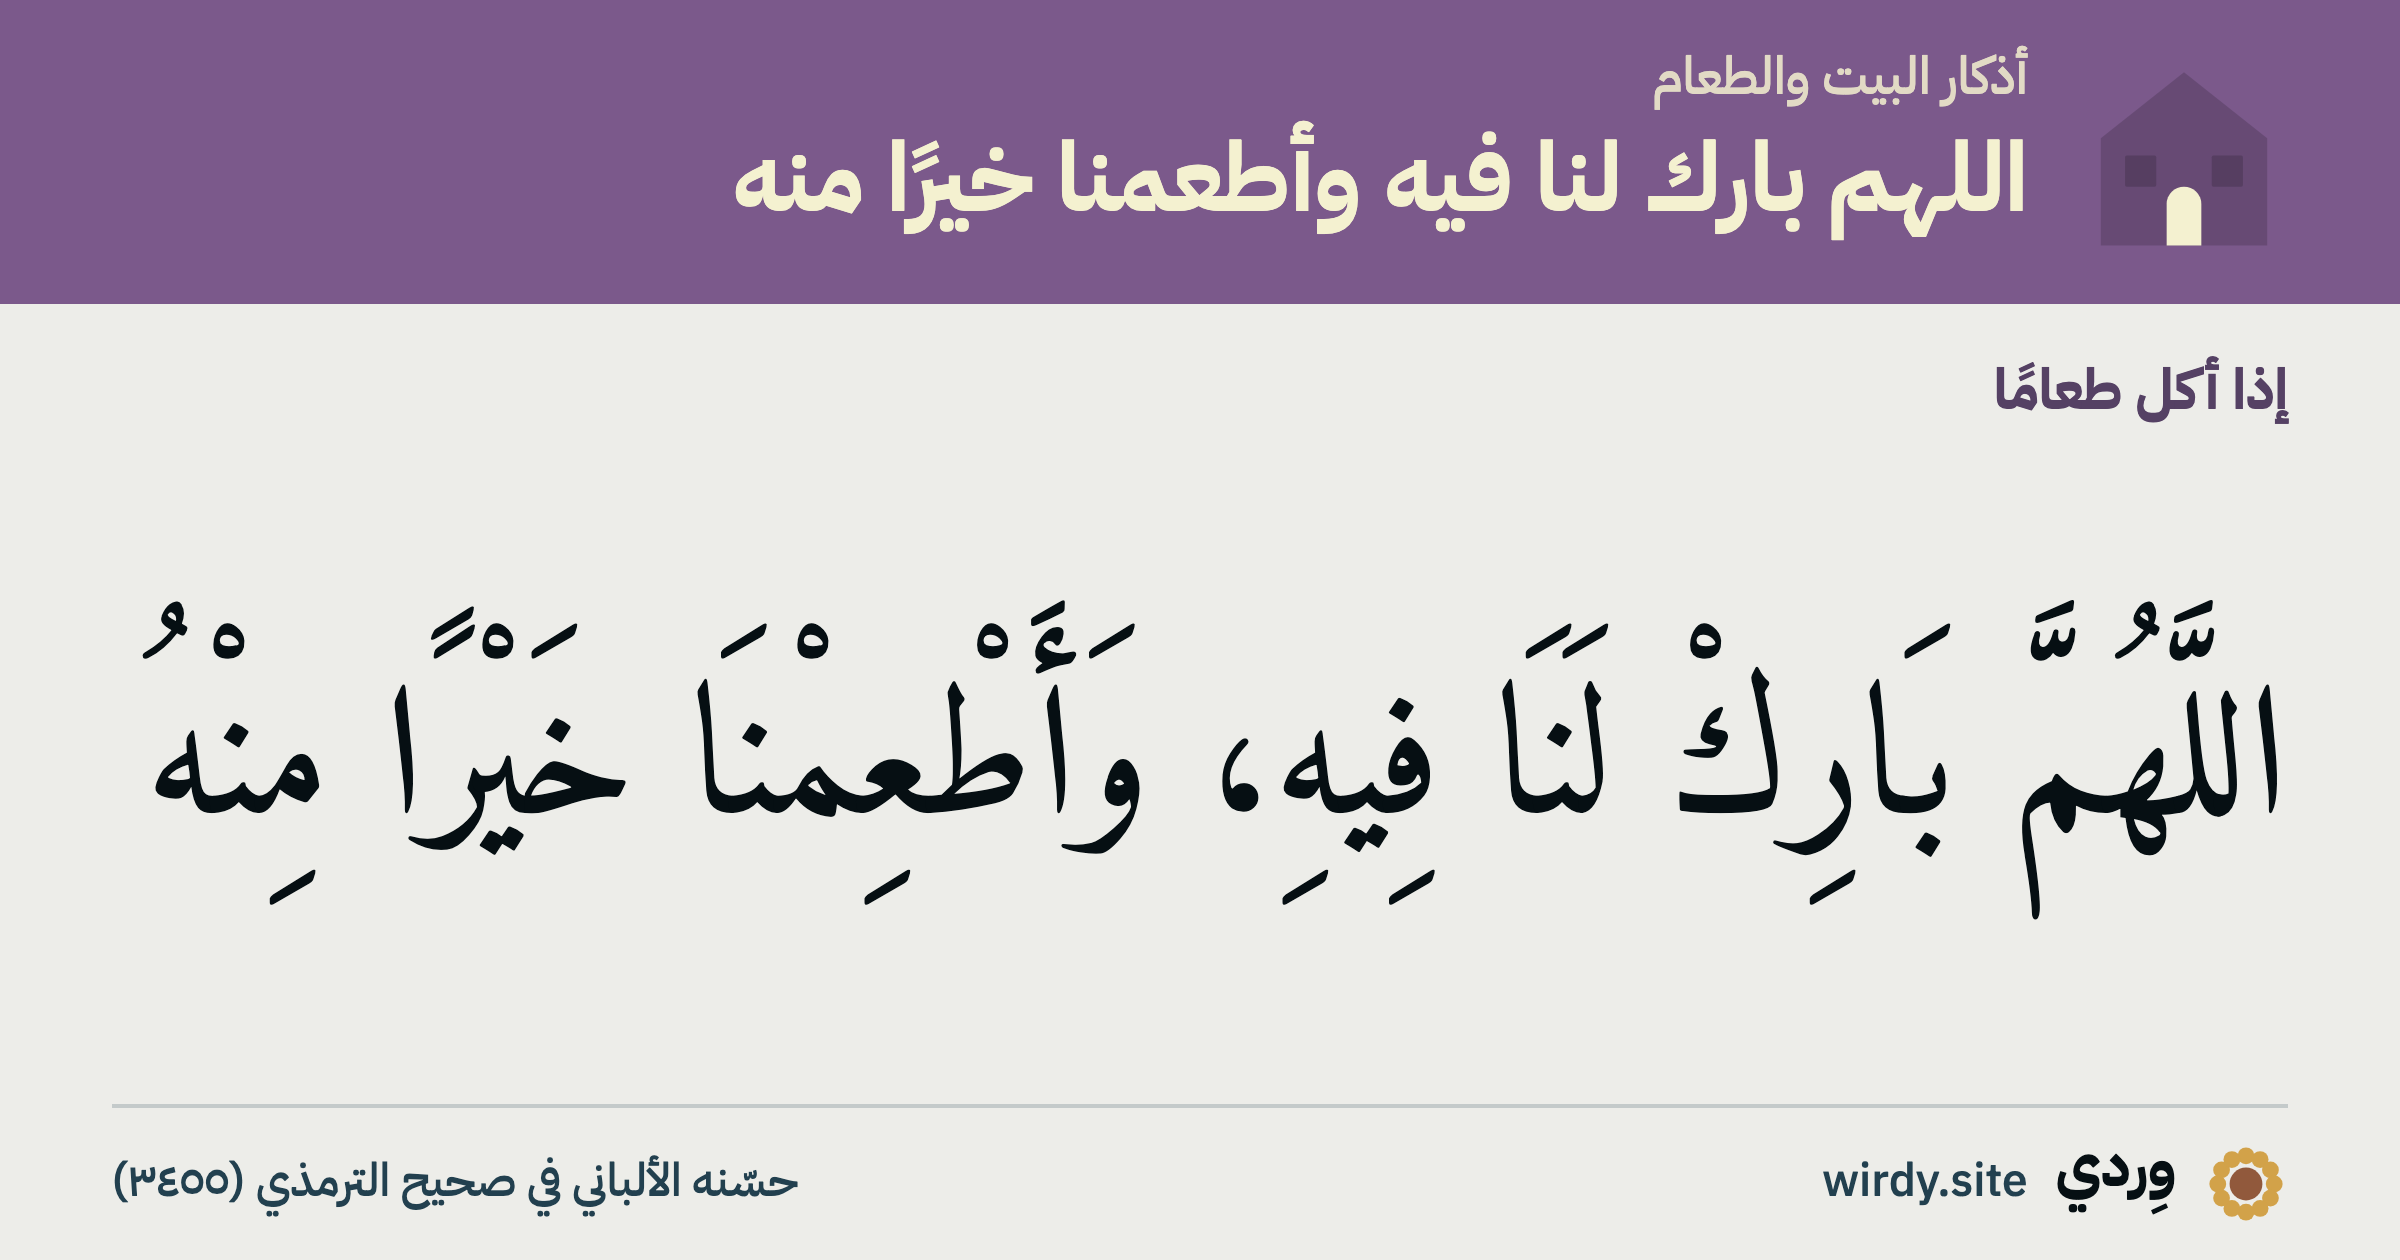 أذكار البيت والطعام
اللهم بارك لنا فيه وأطعمنا خيرًا منه
إذا أكل طعامًا
اللَّهُمَّ بَارِكْ لَنَا فِيهِ، وَأَطْعِمْنَا خَيْرًا مِنْهُ
وِردي wirdy.site
حسّنه الألباني في صحيح الترمذي (٣٤٥٥)